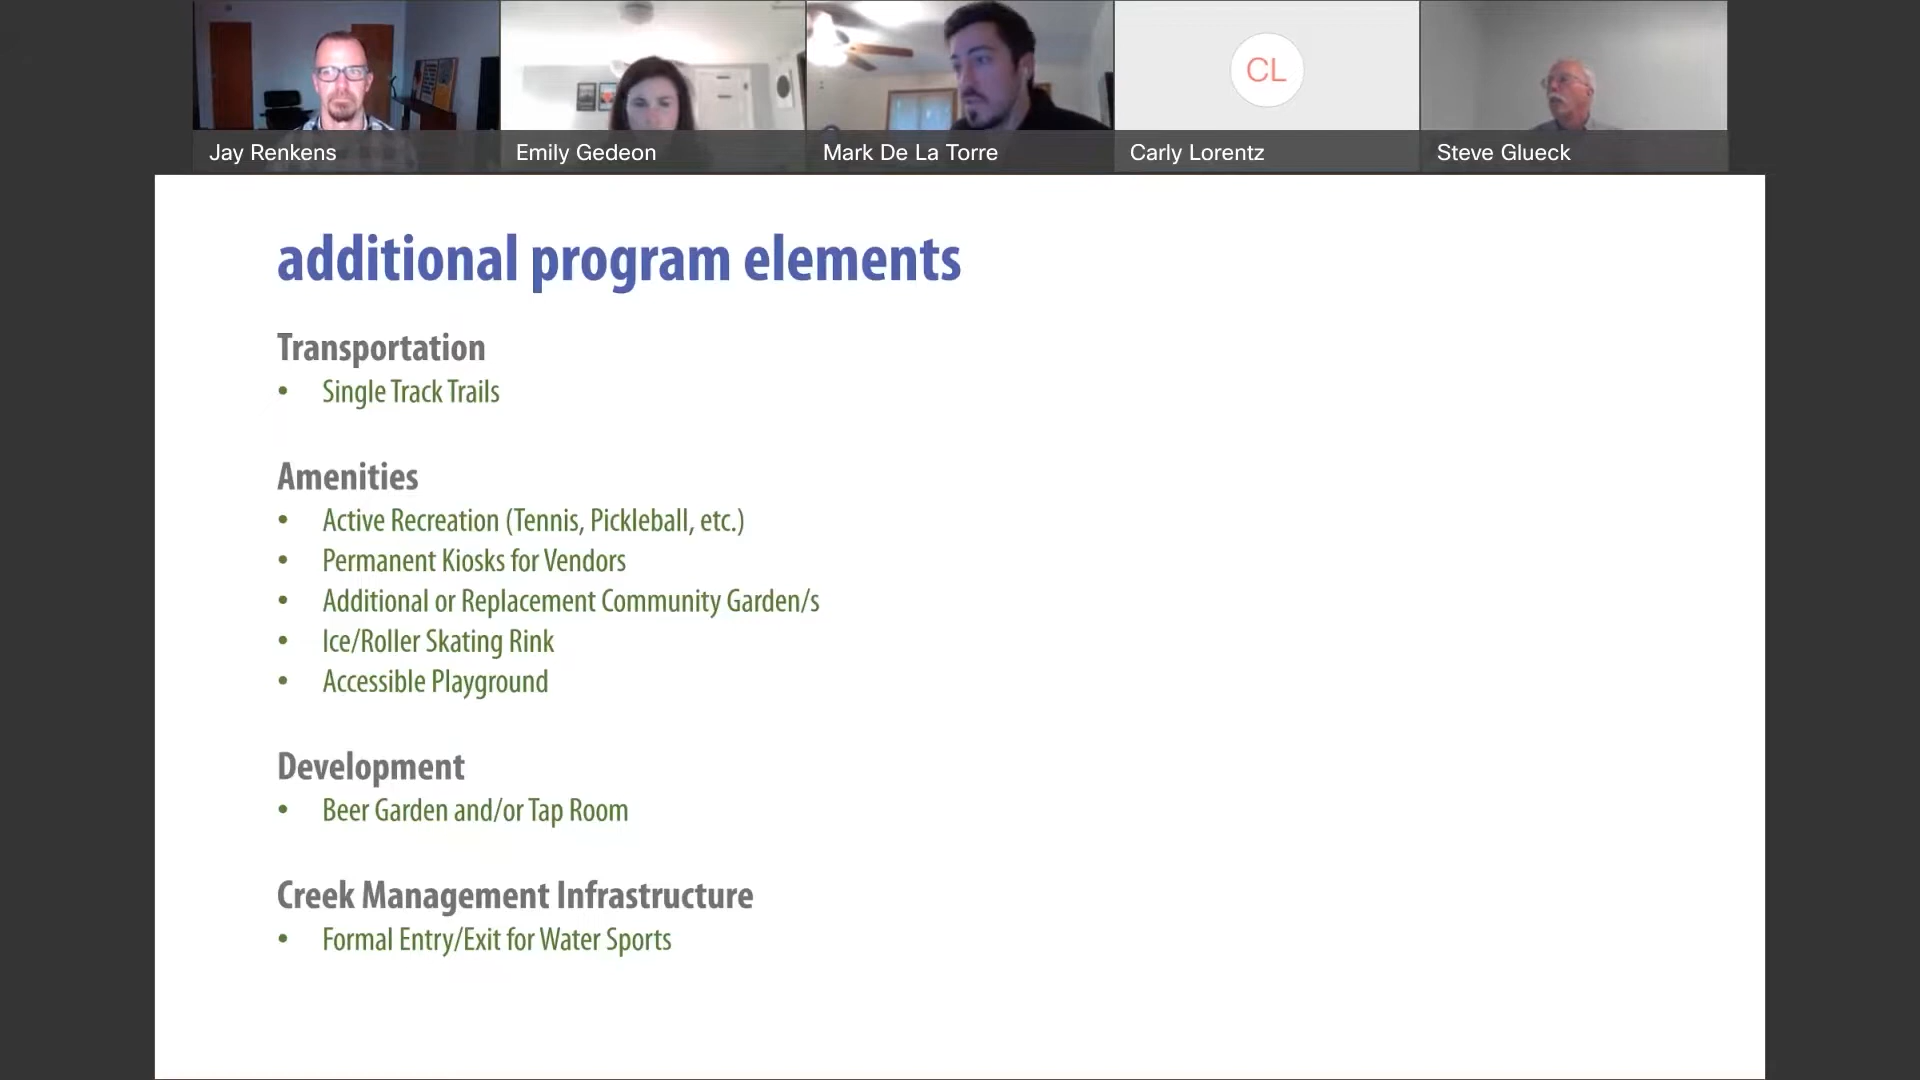 Jay Renkens
Emily Gedeon
Mark De La Torre
CL
Carly Lorentz
Steve Glueck
additional program elements
Transportation
• Single Track Trails
Amenities
• Active Recreation (Tennis, Pickleball, etc.)
• Permanent Kiosks for Vendors
• Additional or Replacement Community Garden/s
• Ice/Roller Skating Rink
• Accessible Playground
Development
• Beer Garden and/or Tap Room
Creek Management Infrastructure
• Formal Entry/Exit for Water Sports